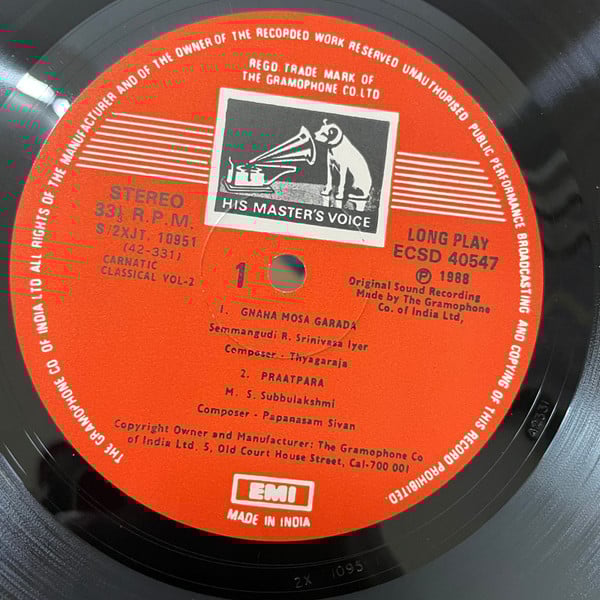 THE GRAMOPHONE CO OF INDIA LTD ALL RIGHTS OF THE MANUFACTURER AND OF THE OWNER OF THE RECORDED WORK RESERVED UNAUTHORISED PUBLIC PERFORMANCE BROADCASTING AND COPYING OF THIS RECORD PROHIBITED.
REGD TRADE MARK OF
THE GRAMOPHONE CO. LTD
HIS MASTER'S VOICE
STEREO
33⅓ R.P.M.
S/2XJT. 10951
(42-331)
CARNATIC
CLASSICAL VOL-2
1
LONG PLAY
ECSD 40547
Ⓟ 1988
Original Sound Recording
Made by The Gramophone
Co. of India Ltd,
1. GNAHA MOSA GARADA
Semmangudi R. Srinivasa Iyer
Composer - Thyagaraja
2. PRAATPARA
M. S. Subbulakshmi
Composer - Papanasam Sivan
Copyright Owner and Manufacturer: The Gramophone Co
of India Ltd. 5, Old Court House Street, Cal-700 001
EMI
MADE IN INDIA
2X 1095